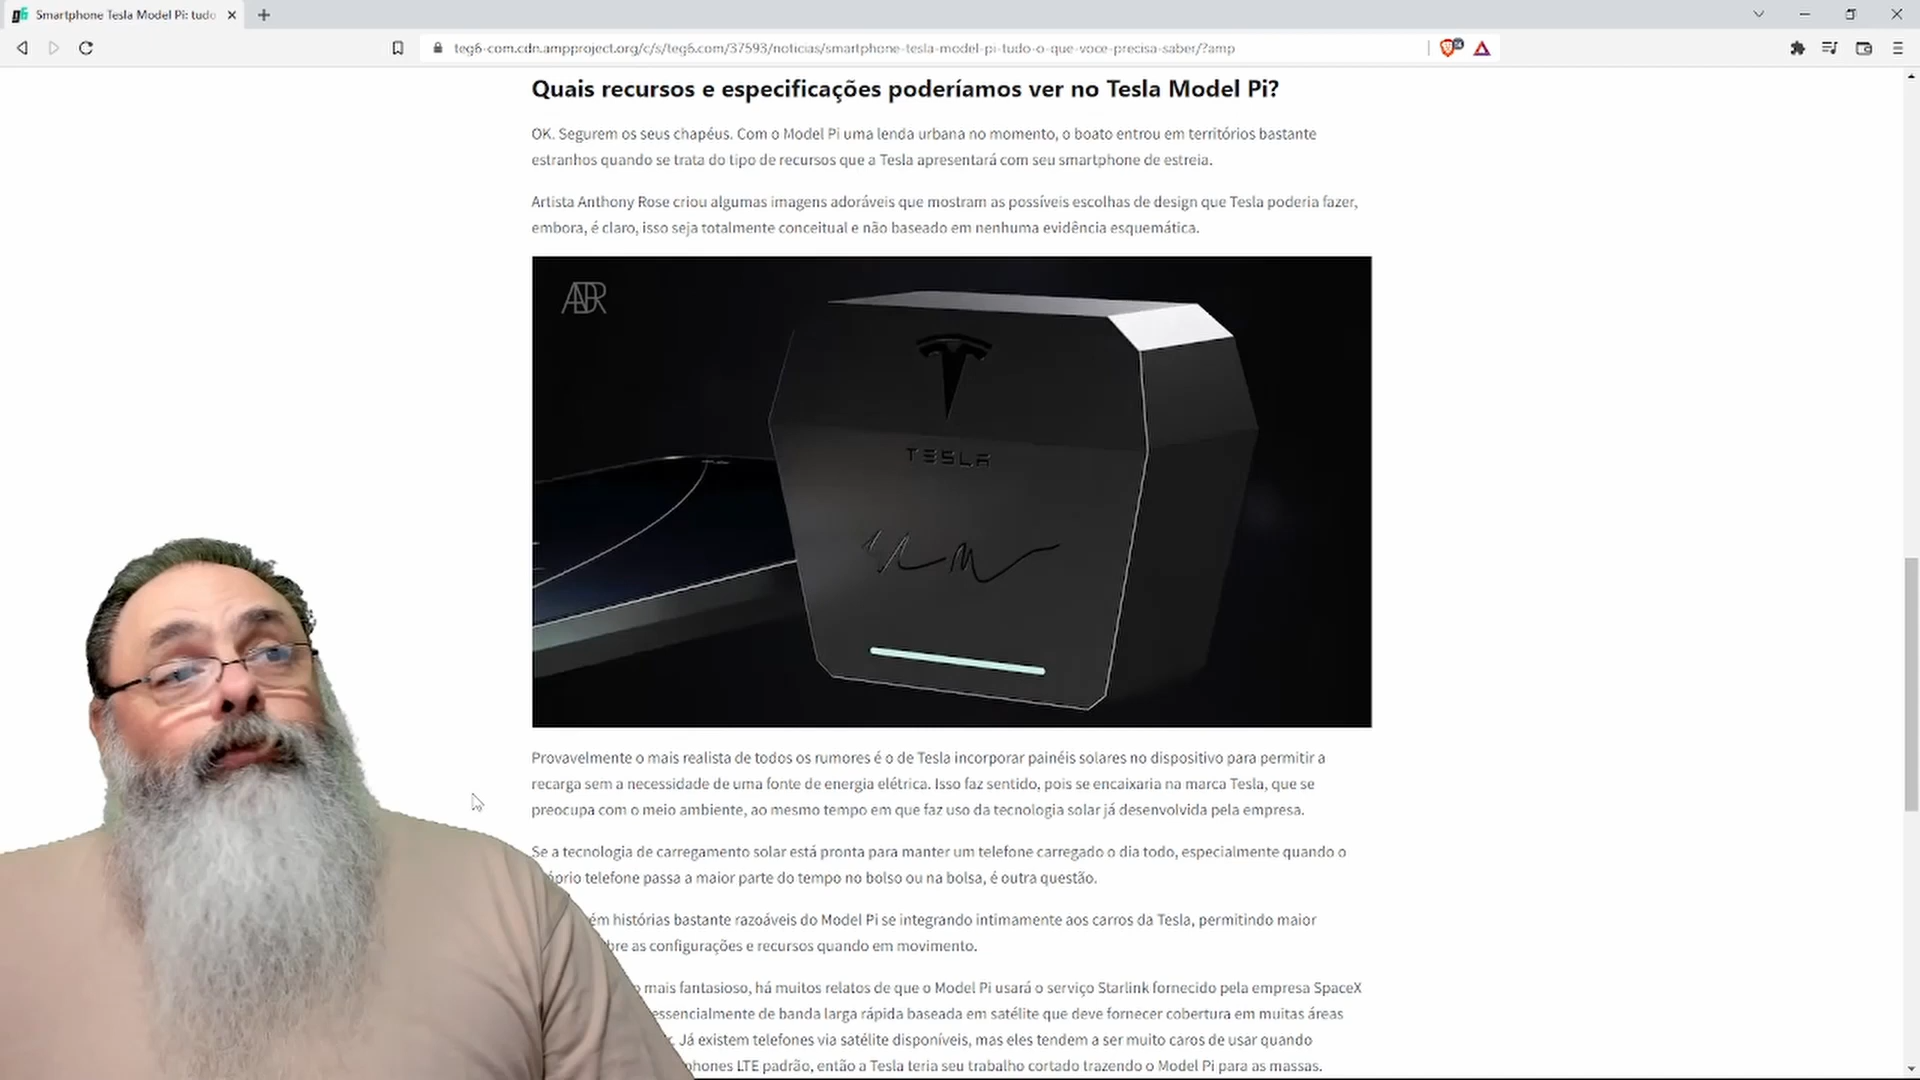 Smartphone Tesla Model Pi: tudo
teg6-com.cdn.ampproject.org/c/s/teg6.com/37593/noticias/smartphone-tesla-model-pi-tudo-o-que-voce-precisa-saber/?amp
Quais recursos e especificações poderíamos ver no Tesla Model Pi?
OK. Segurem os seus chapéus. Com o Model Pi uma lenda urbana no momento, o boato entrou em territórios bastante
estranhos quando se trata do tipo de recursos que a Tesla apresentará com seu smartphone de estreia.
Artista Anthony Rose criou algumas imagens adoráveis que mostram as possíveis escolhas de design que Tesla poderia fazer,
embora, é claro, isso seja totalmente conceitual e não baseado em nenhuma evidência esquemática.
ADR
TESLA
Provavelmente o mais realista de todos os rumores é o de Tesla incorporar painéis solares no dispositivo para permitir a
recarga sem a necessidade de uma fonte de energia elétrica. Isso faz sentido, pois se encaixaria na marca Tesla, que se
preocupa com o meio ambiente, ao mesmo tempo em que faz uso da tecnologia solar já desenvolvida pela empresa.
Se a tecnologia de carregamento solar está pronta para manter um telefone carregado o dia todo, especialmente quando o
óprio telefone passa a maior parte do tempo no bolso ou na bolsa, é outra questão.
ém histórias bastante razoáveis do Model Pi se integrando intimamente aos carros da Tesla, permitindo maior
bre as configurações e recursos quando em movimento.
o mais fantasioso, há muitos relatos de que o Model Pi usará o serviço Starlink fornecido pela empresa SpaceX
essencialmente de banda larga rápida baseada em satélite que deve fornecer cobertura em muitas áreas
. Já existem telefones via satélite disponíveis, mas eles tendem a ser muito caros de usar quando
phones LTE padrão, então a Tesla teria seu trabalho cortado trazendo o Model Pi para as massas.